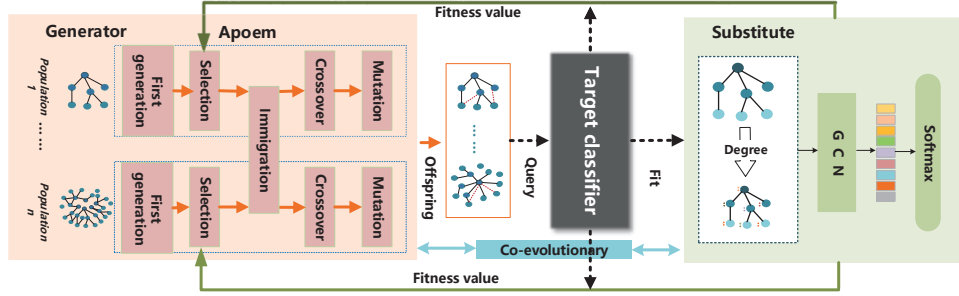 Fitness value
Generator
Apoem
Substitute
Population
1
......
Population
n
First
generation
Selection
Immigration
Crossover
Mutation
First
generation
Selection
Crossover
Mutation
Offspring
......
Query
Target classifier
Fit
Degree
G
C
N
Softmax
Co-evolutionary
Fitness value